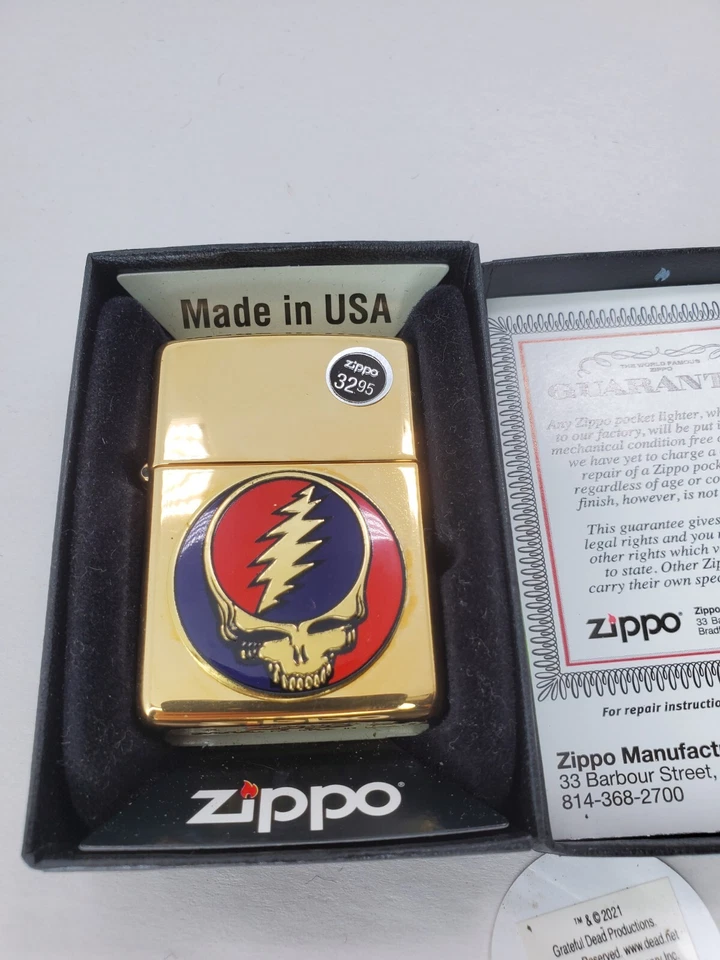 Made in USA
zippo
32 95
zippo
THE WORLD FAMOUS
ZIPPO
GUARANT
Any Zippo pocket lighter, wh
to our factory, will be put i
mechanical condition free o
we have yet to charge a
repair of a Zippo pock
regardless of age or co
finish, however, is not
This guarantee gives
legal rights and you
other rights which v
to state. Other Zip
carry their own spec
zippo
Zippo
33 Ba
Brad
For repair instructio
Zippo Manufact
33 Barbour Street,
814-368-2700
™ & © 2021
Grateful Dead Productions.
Reserved. www.dead.net
Inc.